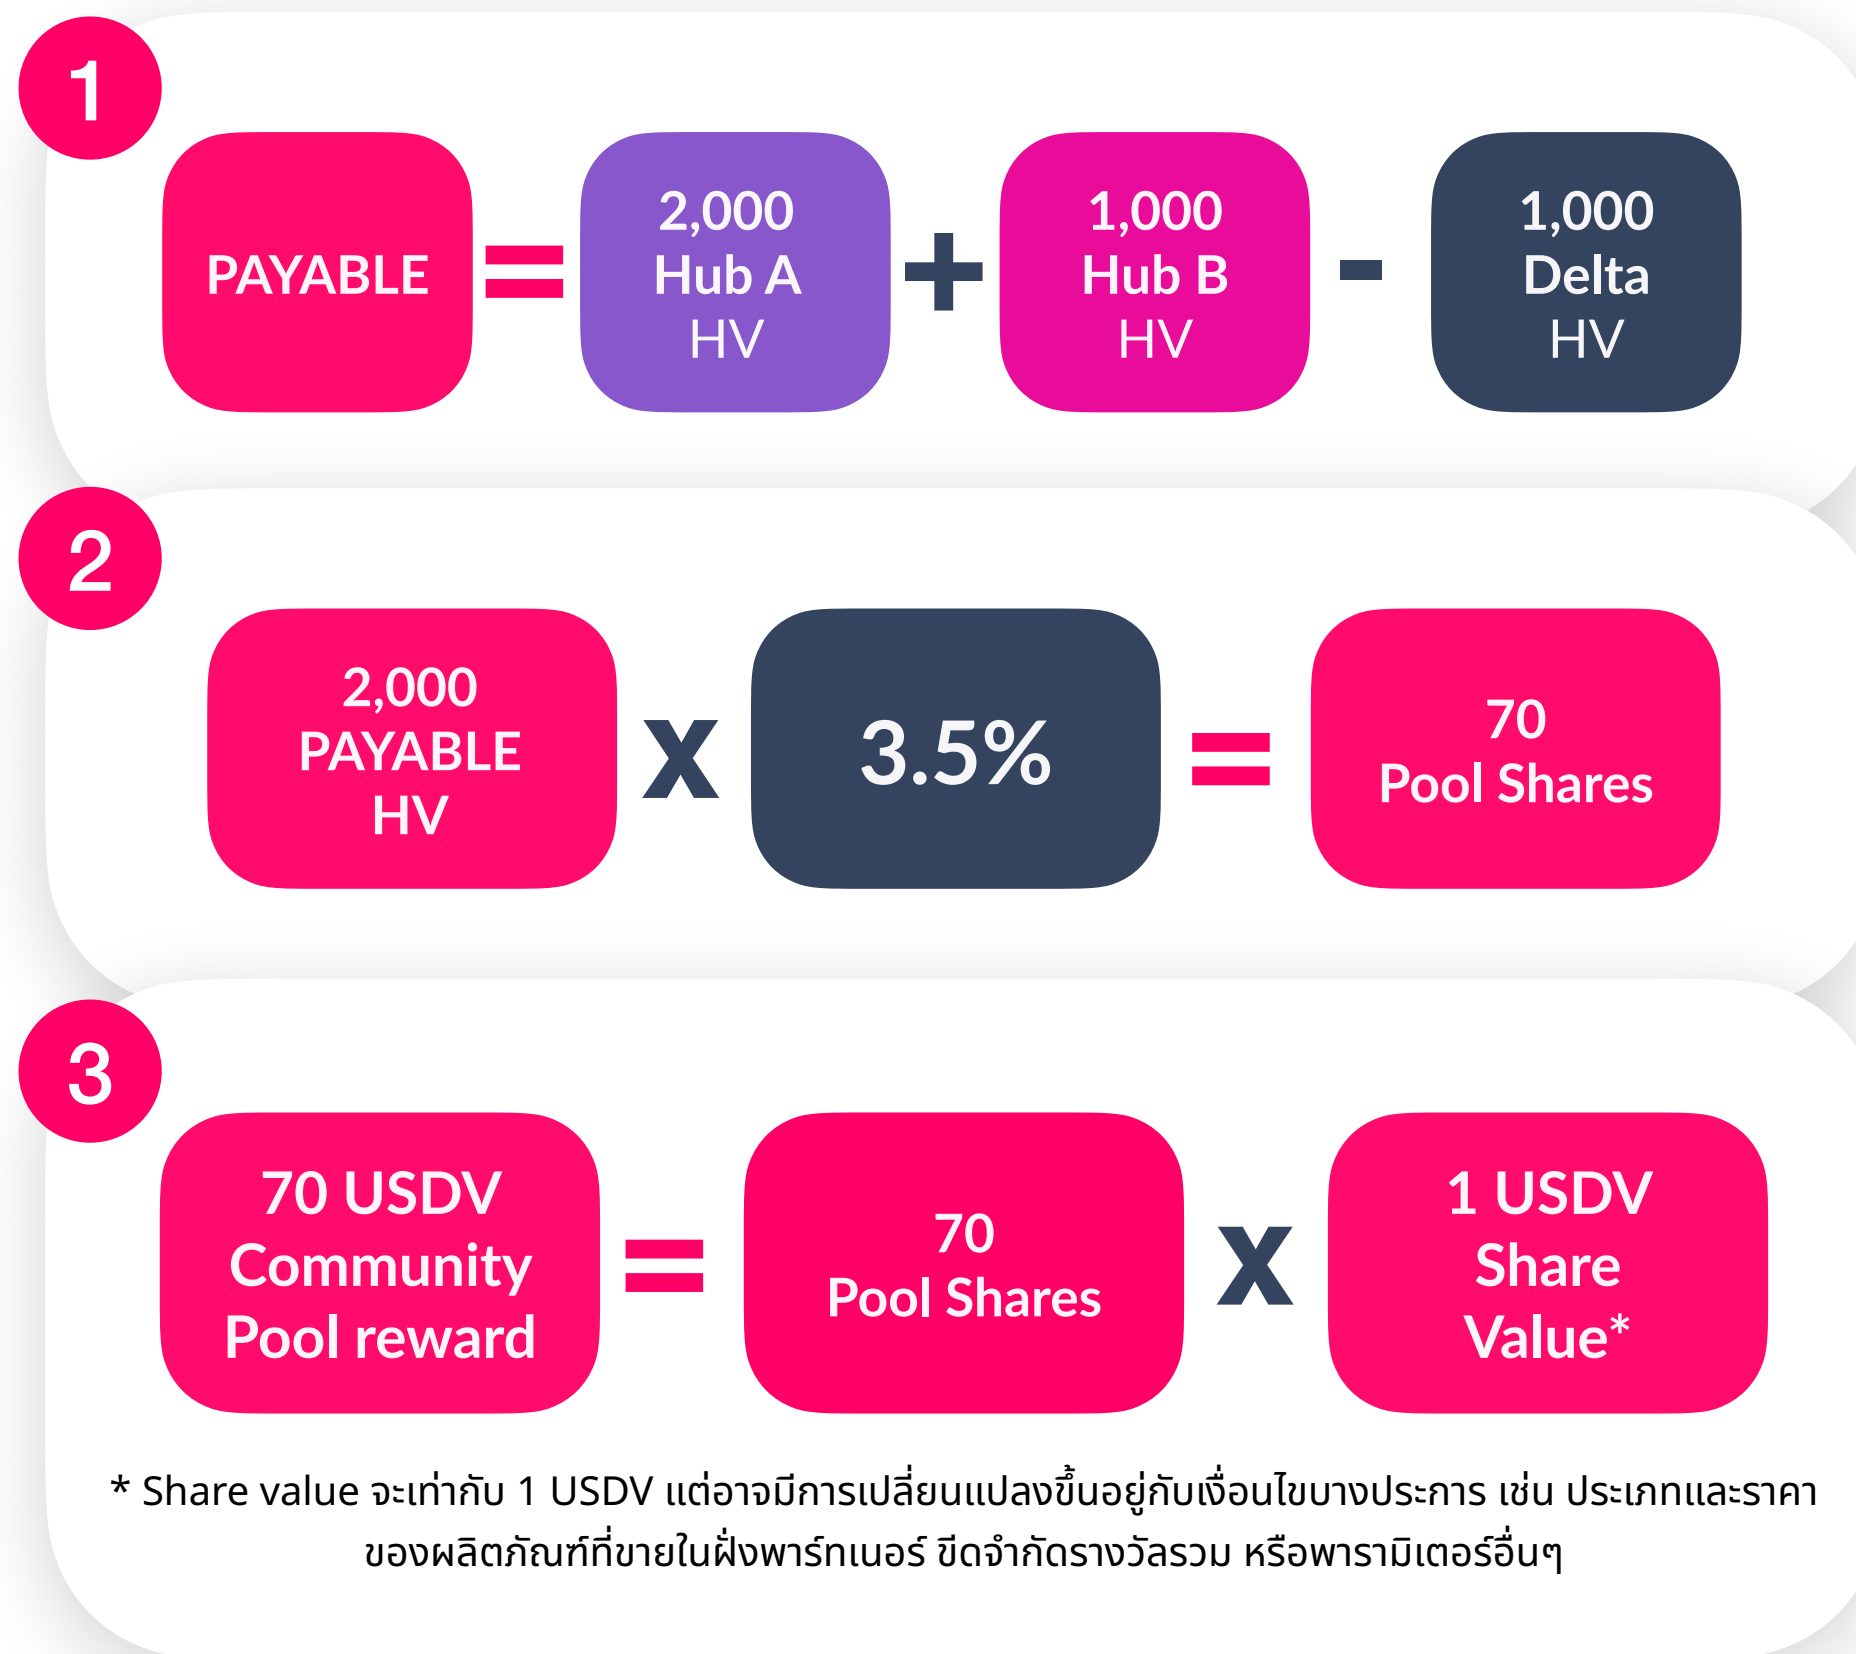 1
PAYABLE
=
2,000
Hub A
HV
+
1,000
Hub B
HV
-
1,000
Delta
HV
2
2,000
PAYABLE
HV
x
3.5%
=
70
Pool Shares
3
70 USDV
Community
Pool reward
=
70
Pool Shares
x
1 USDV
Share
Value*
* Share value จะเท่ากับ 1 USDV แต่อาจมีการเปลี่ยนแปลงขึ้นอยู่กับเงื่อนไขบางประการ เช่น ประเภทและราคา
ของผลิตภัณฑ์ที่ขายในฝั่งพาร์ทเนอร์ ขีดจำกัดรางวัลรวม หรือพารามิเตอร์อื่นๆ